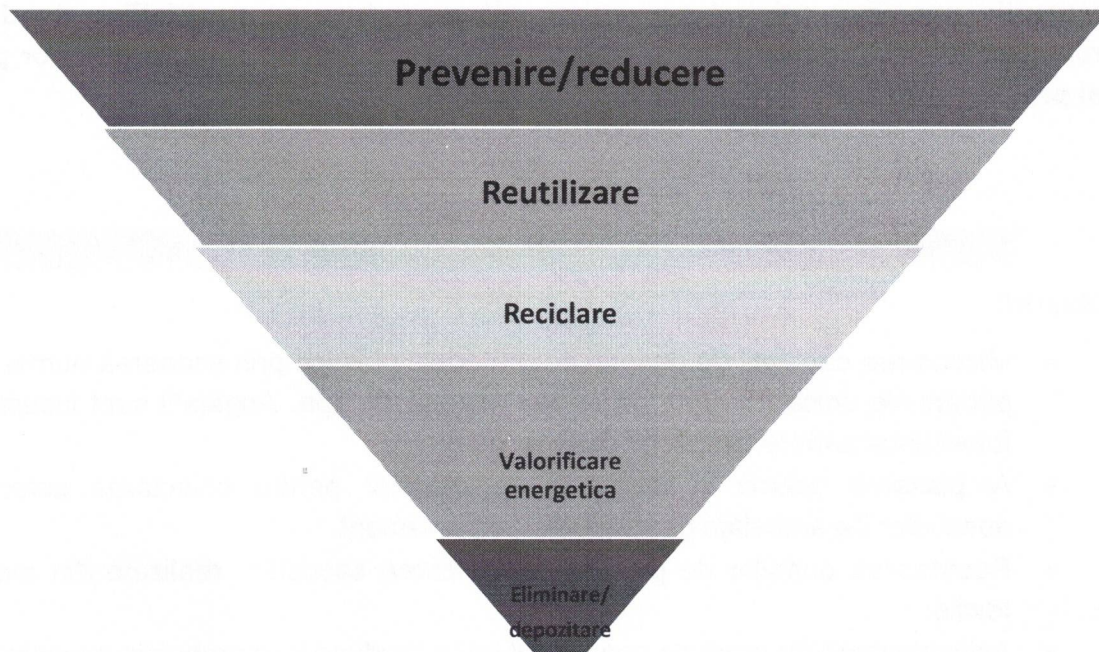 Prevenire/reducere
Reutilizare
Reciclare
Valorificare
energetica
Eliminare/
depozitare